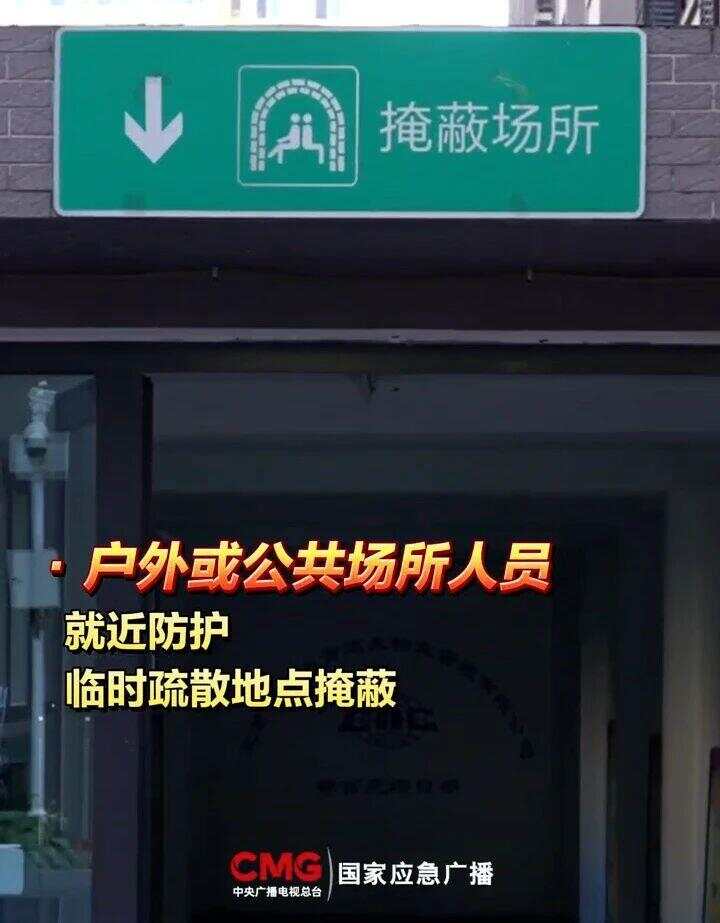 掩蔽场所
· 户外或公共场所人员
就近防护
临时疏散地点掩蔽
CMG
中央广播电视总台
国家应急广播